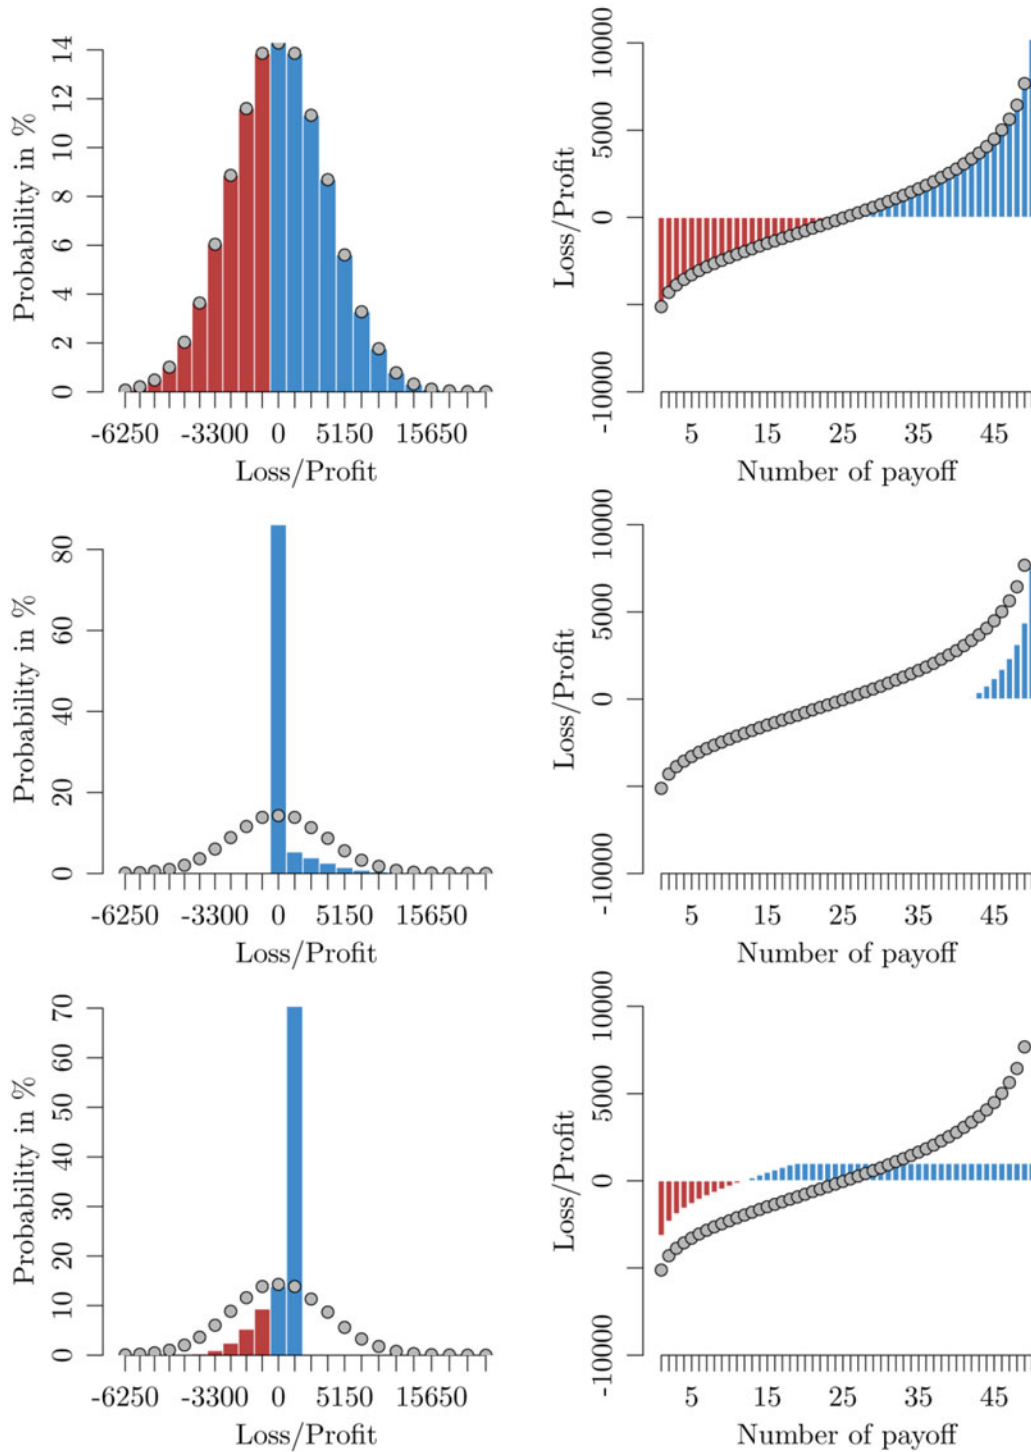 Probability in %
14
12
10
8
6
4
2
0
-6250 -3300 0 5150 15650
Loss/Profit
Loss/Profit
10000
5000
0
-10000
5 15 25 35 45
Number of payoff
Probability in %
80
60
40
20
0
-6250 -3300 0 5150 15650
Loss/Profit
Loss/Profit
10000
5000
0
-10000
5 15 25 35 45
Number of payoff
Probability in %
70
60
50
40
30
20
10
0
-6250 -3300 0 5150 15650
Loss/Profit
Loss/Profit
10000
5000
0
-10000
5 15 25 35 45
Number of payoff